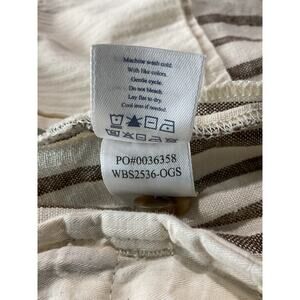 Machine wash cold.
With like colors.
Gentle cycle.
Do not bleach.
Lay flat to dry.
Cool iron if needed.
PO#0036358
WBS2536-OGS